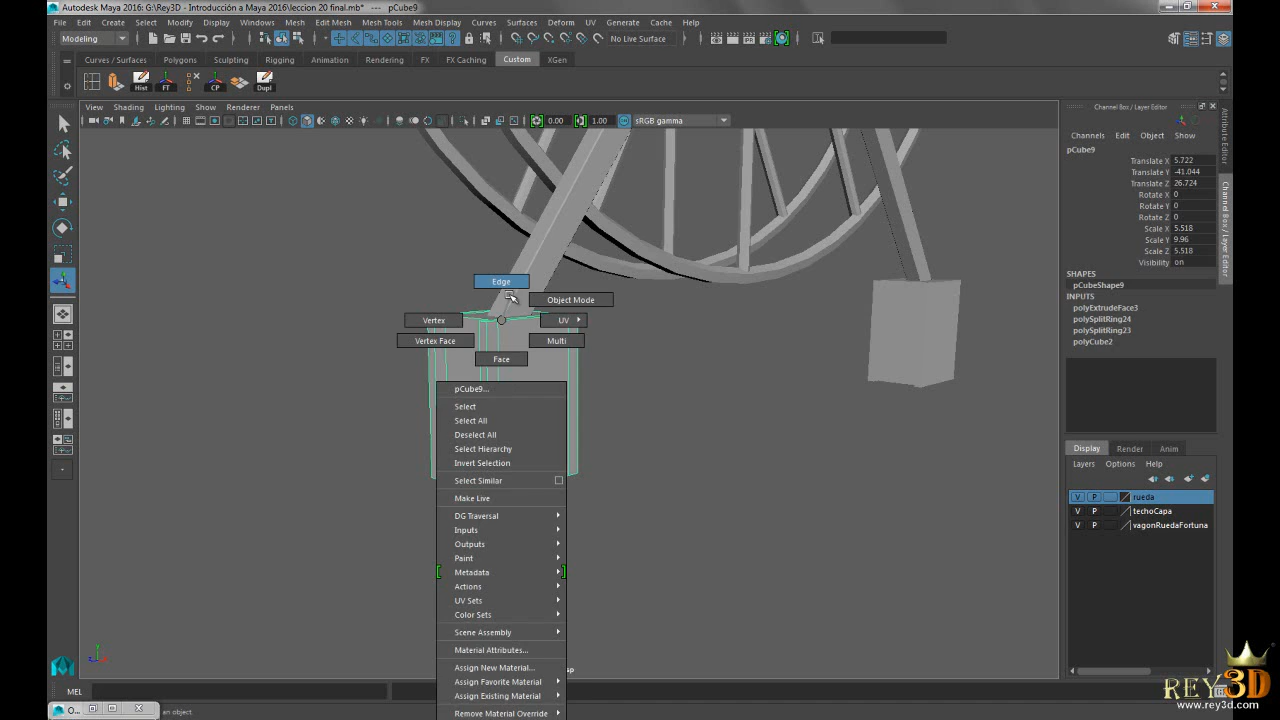 Autodesk Maya 2016: G:\Rey3D - Introducción a Maya 2016\leccion 20 final.mb* --- pCube9
File Edit Create Select Modify Display Windows Mesh Edit Mesh Mesh Tools Mesh Display Curves Surfaces Deform UV Generate Cache Help
Modeling No Live Surface
Curves / Surfaces Polygons Sculpting Rigging Animation Rendering FX FX Caching Custom XGen
Hist FT CP Dupl
View Shading Lighting Show Renderer Panels
0.00 1.00 sRGB gamma
Channel Box / Layer Editor
Channels Edit Object Show
pCube9
Translate X 5.722
Translate Y -41.044
Translate Z 26.724
Rotate X 0
Rotate Y 0
Rotate Z 0
Scale X 5.518
Scale Y 9.96
Scale Z 5.518
Visibility on
SHAPES
pCubeShape9
INPUTS
polyExtrudeFace3
polySplitRing24
polySplitRing23
polyCube2
Attribute Editor
Channel Box / Layer Editor
Edge
Object Mode
Vertex UV
Vertex Face Multi
Face
pCube9...
Select
Select All
Deselect All
Select Hierarchy
Invert Selection
Select Similar
Make Live
DG Traversal
Inputs
Outputs
Paint
Metadata
Actions
UV Sets
Color Sets
Scene Assembly
Material Attributes...
Assign New Material...
Assign Favorite Material
Assign Existing Material
Remove Material Override
Display Render Anim
Layers Options Help
V P rueda
V P techoCapa
V P vagonRuedaFortuna
MEL
O...
an object.
REY3D
www.rey3d.com